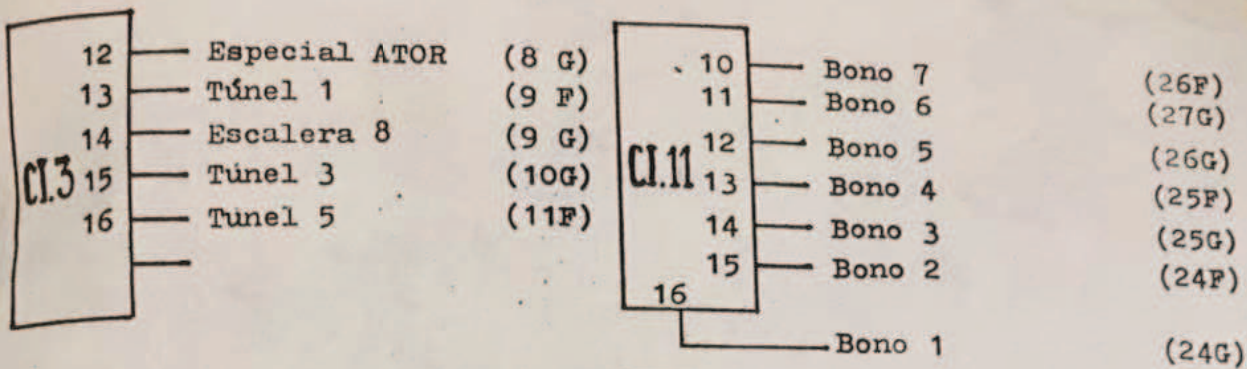 12 Especial ATOR (8 G)
13 Túnel 1 (9 F)
14 Escalera 8 (9 G)
CI.3
15 Túnel 3 (10G)
16 Túnel 5 (11F)
10 Bono 7 (26F)
11 Bono 6 (27G)
12 Bono 5 (26G)
CI.11
13 Bono 4 (25F)
14 Bono 3 (25G)
15 Bono 2 (24F)
16 Bono 1 (24G)